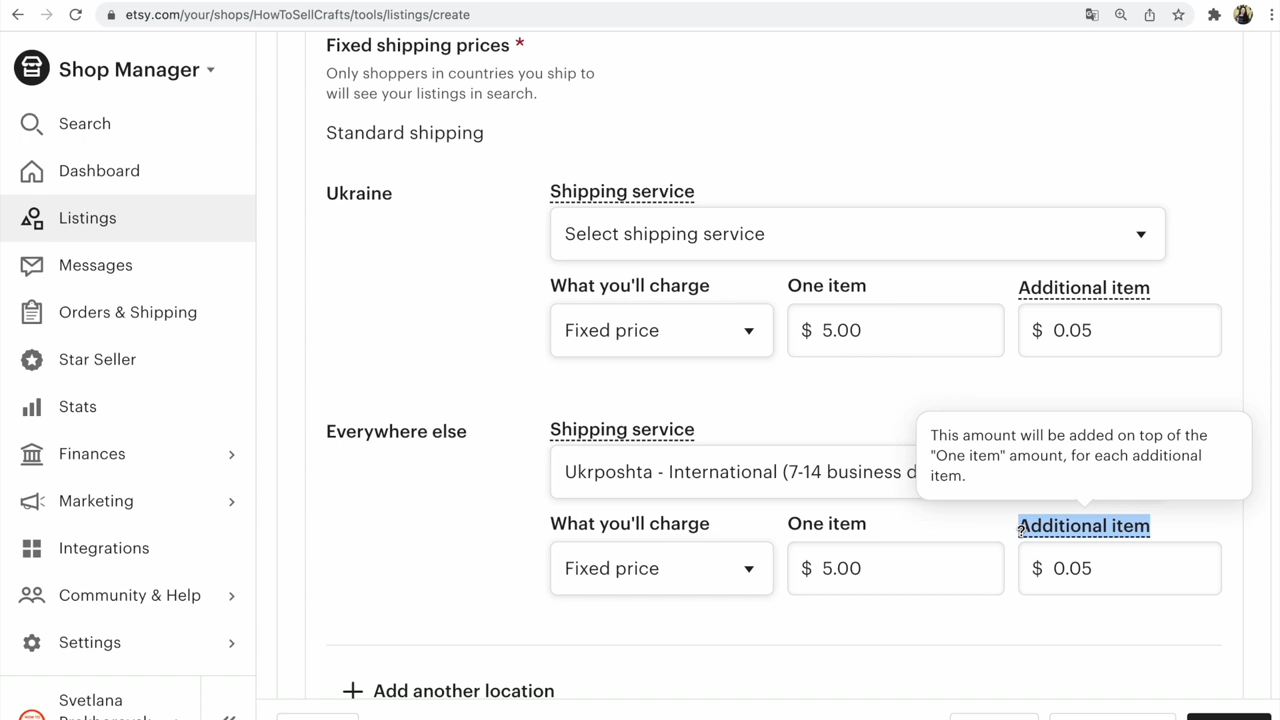 etsy.com/your/shops/HowToSellCrafts/tools/listings/create
Shop Manager
Search
Dashboard
Listings
Messages
Orders & Shipping
Star Seller
Stats
Finances
Marketing
Integrations
Community & Help
Settings
Svetlana
Fixed shipping prices *
Only shoppers in countries you ship to
will see your listings in search.
Standard shipping
Ukraine
Shipping service
Select shipping service
What you'll charge
One item
Additional item
Fixed price
$ 5.00
$ 0.05
Everywhere else
Shipping service
Ukrposhta - International (7-14 business d
This amount will be added on top of the
"One item" amount, for each additional
item.
What you'll charge
One item
Additional item
Fixed price
$ 5.00
$ 0.05
Add another location